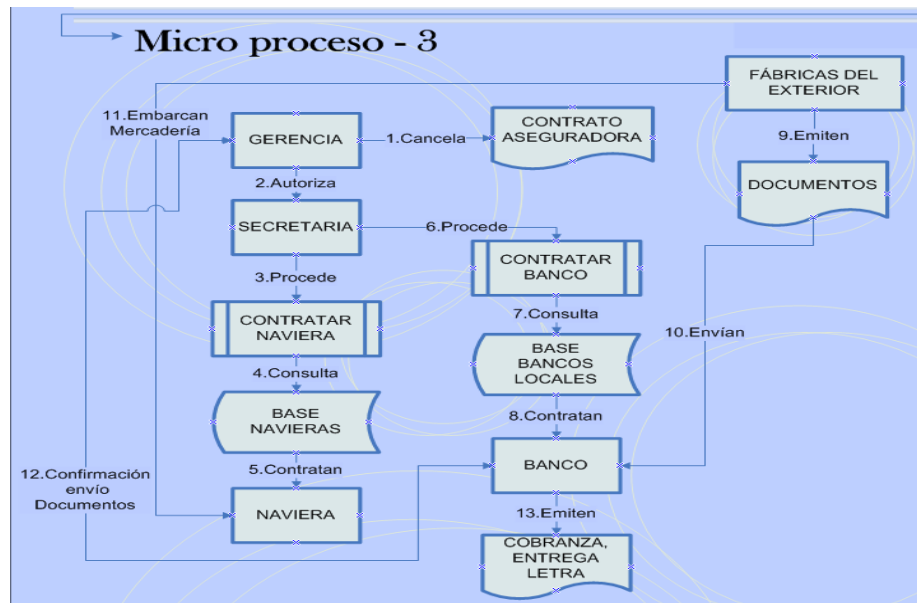 Micro proceso - 3
FÁBRICAS DEL
EXTERIOR
11.Embarcan
Mercadería
GERENCIA
1.Cancela
CONTRATO
ASEGURADORA
9.Emiten
2.Autoriza
DOCUMENTOS
SECRETARIA
6.Procede
3.Procede
CONTRATAR
BANCO
CONTRATAR
NAVIERA
7.Consulta
10.Envían
4.Consulta
BASE
BANCOS
LOCALES
BASE
NAVIERAS
8.Contratan
5.Contratan
BANCO
12.Confirmación
envío
Documentos
NAVIERA
13.Emiten
COBRANZA,
ENTREGA
LETRA